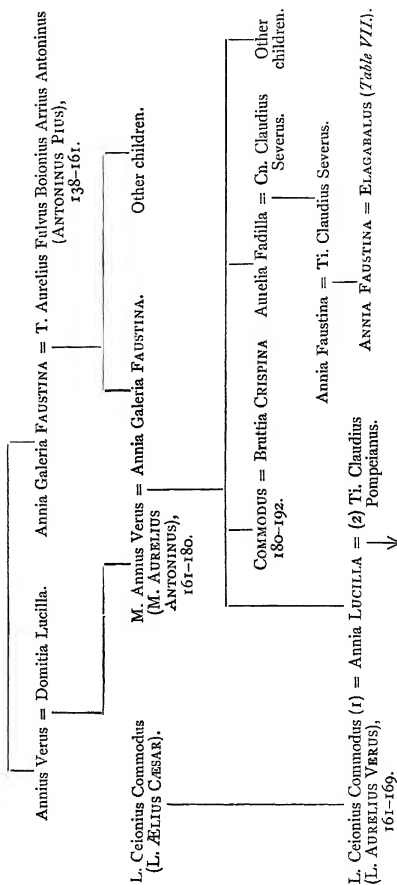 Annius Verus = Domitia Lucilla.
Annia Galeria FAUSTINA = T. Aurelius Fulvus Boionius Arrius Antoninus
(ANTONINUS PIUS),
138–161.
L. Ceionius Commodus
(L. ÆLIUS CÆSAR).
M. Annius Verus = Annia Galeria FAUSTINA.
(M. AURELIUS
ANTONINUS),
161–180.
Other children.
L. Ceionius Commodus (1) = Annia LUCILLA = (2) Ti. Claudius
(L. AURELIUS VERUS),
Pompeianus.
161–169.
COMMODUS = Bruttia CRISPINA
180–192.
Aurelia Fadilla = Cn. Claudius
Severus.
Other
children.
Annia Faustina = Ti. Claudius Severus.
ANNIA FAUSTINA = ELAGABALUS (Table VII.).